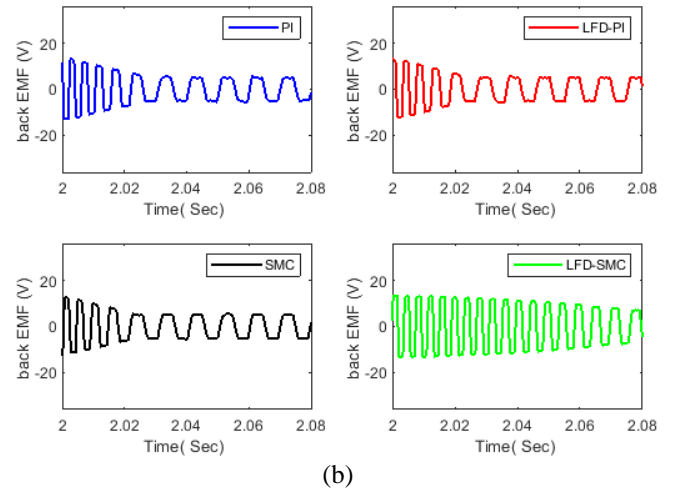 PI
back EMF (V)
20
0
-20
2
2.02
2.04
2.06
2.08
Time( Sec)
LFD-PI
back EMF (V)
20
0
-20
2
2.02
2.04
2.06
2.08
Time( Sec)
SMC
back EMF (V)
20
0
-20
2
2.02
2.04
2.06
2.08
Time( Sec)
LFD-SMC
back EMF (V)
20
0
-20
2
2.02
2.04
2.06
2.08
Time( Sec)
(b)